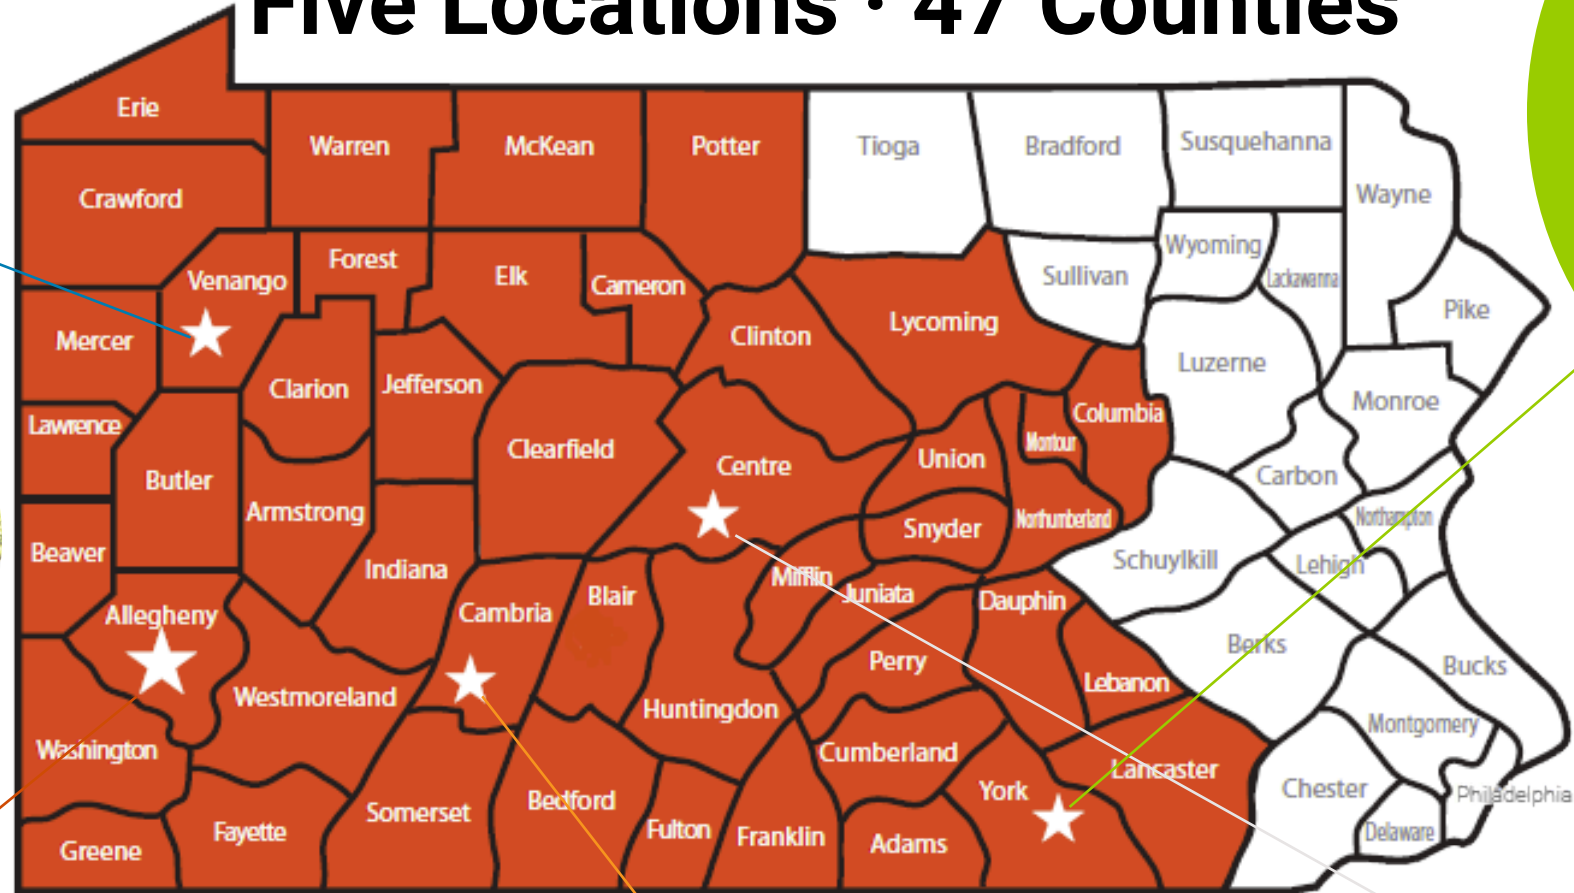 Five Locations · 47 Counties
Erie
Warren
McKean
Potter
Tioga
Bradford
Susquehanna
Crawford
Wayne
Venango
Forest
Elk
Cameron
Sullivan
Wyoming
Lackawanna
Mercer
Clinton
Lycoming
Pike
Clarion
Jefferson
Luzerne
Lawrence
Columbia
Monroe
Butler
Clearfield
Centre
Union
Montour
Carbon
Armstrong
Snyder
Northumberland
Northampton
Beaver
Indiana
Schuylkill
Lehigh
Allegheny
Cambria
Blair
Mifflin
Juniata
Dauphin
Berks
Westmoreland
Perry
Lebanon
Bucks
Huntingdon
Washington
Cumberland
Montgomery
Lancaster
Somerset
Bedford
York
Chester
Philadelphia
Greene
Fayette
Fulton
Franklin
Adams
Delaware